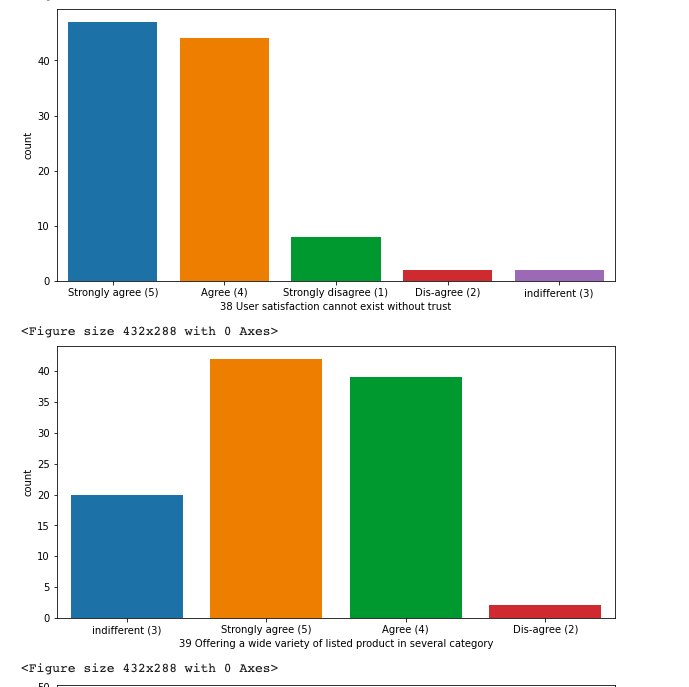 40
30
20
10
0
count
Strongly agree (5) Agree (4) Strongly disagree (1) Dis-agree (2) indifferent (3)
38 User satisfaction cannot exist without trust
<Figure size 432x288 with 0 Axes>
40
35
30
25
20
15
10
5
0
count
indifferent (3) Strongly agree (5) Agree (4) Dis-agree (2)
39 Offering a wide variety of listed product in several category
<Figure size 432x288 with 0 Axes>
50